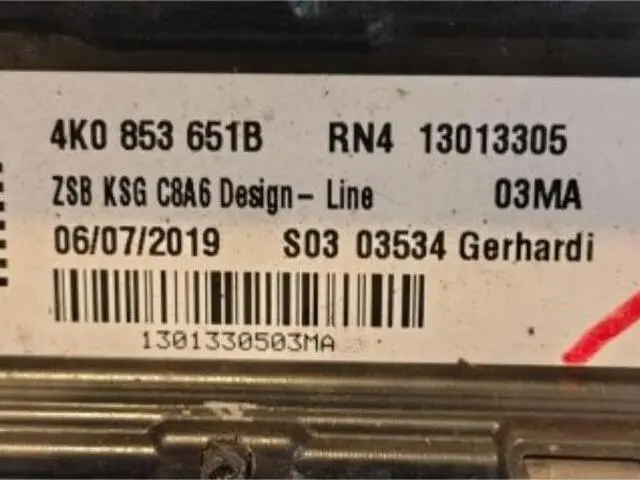 4K0 853 651B RN4 13013305
ZSB KSG C8A6 Design- Line 03MA
06/07/2019 S03 03534 Gerhardi
1301330503MA